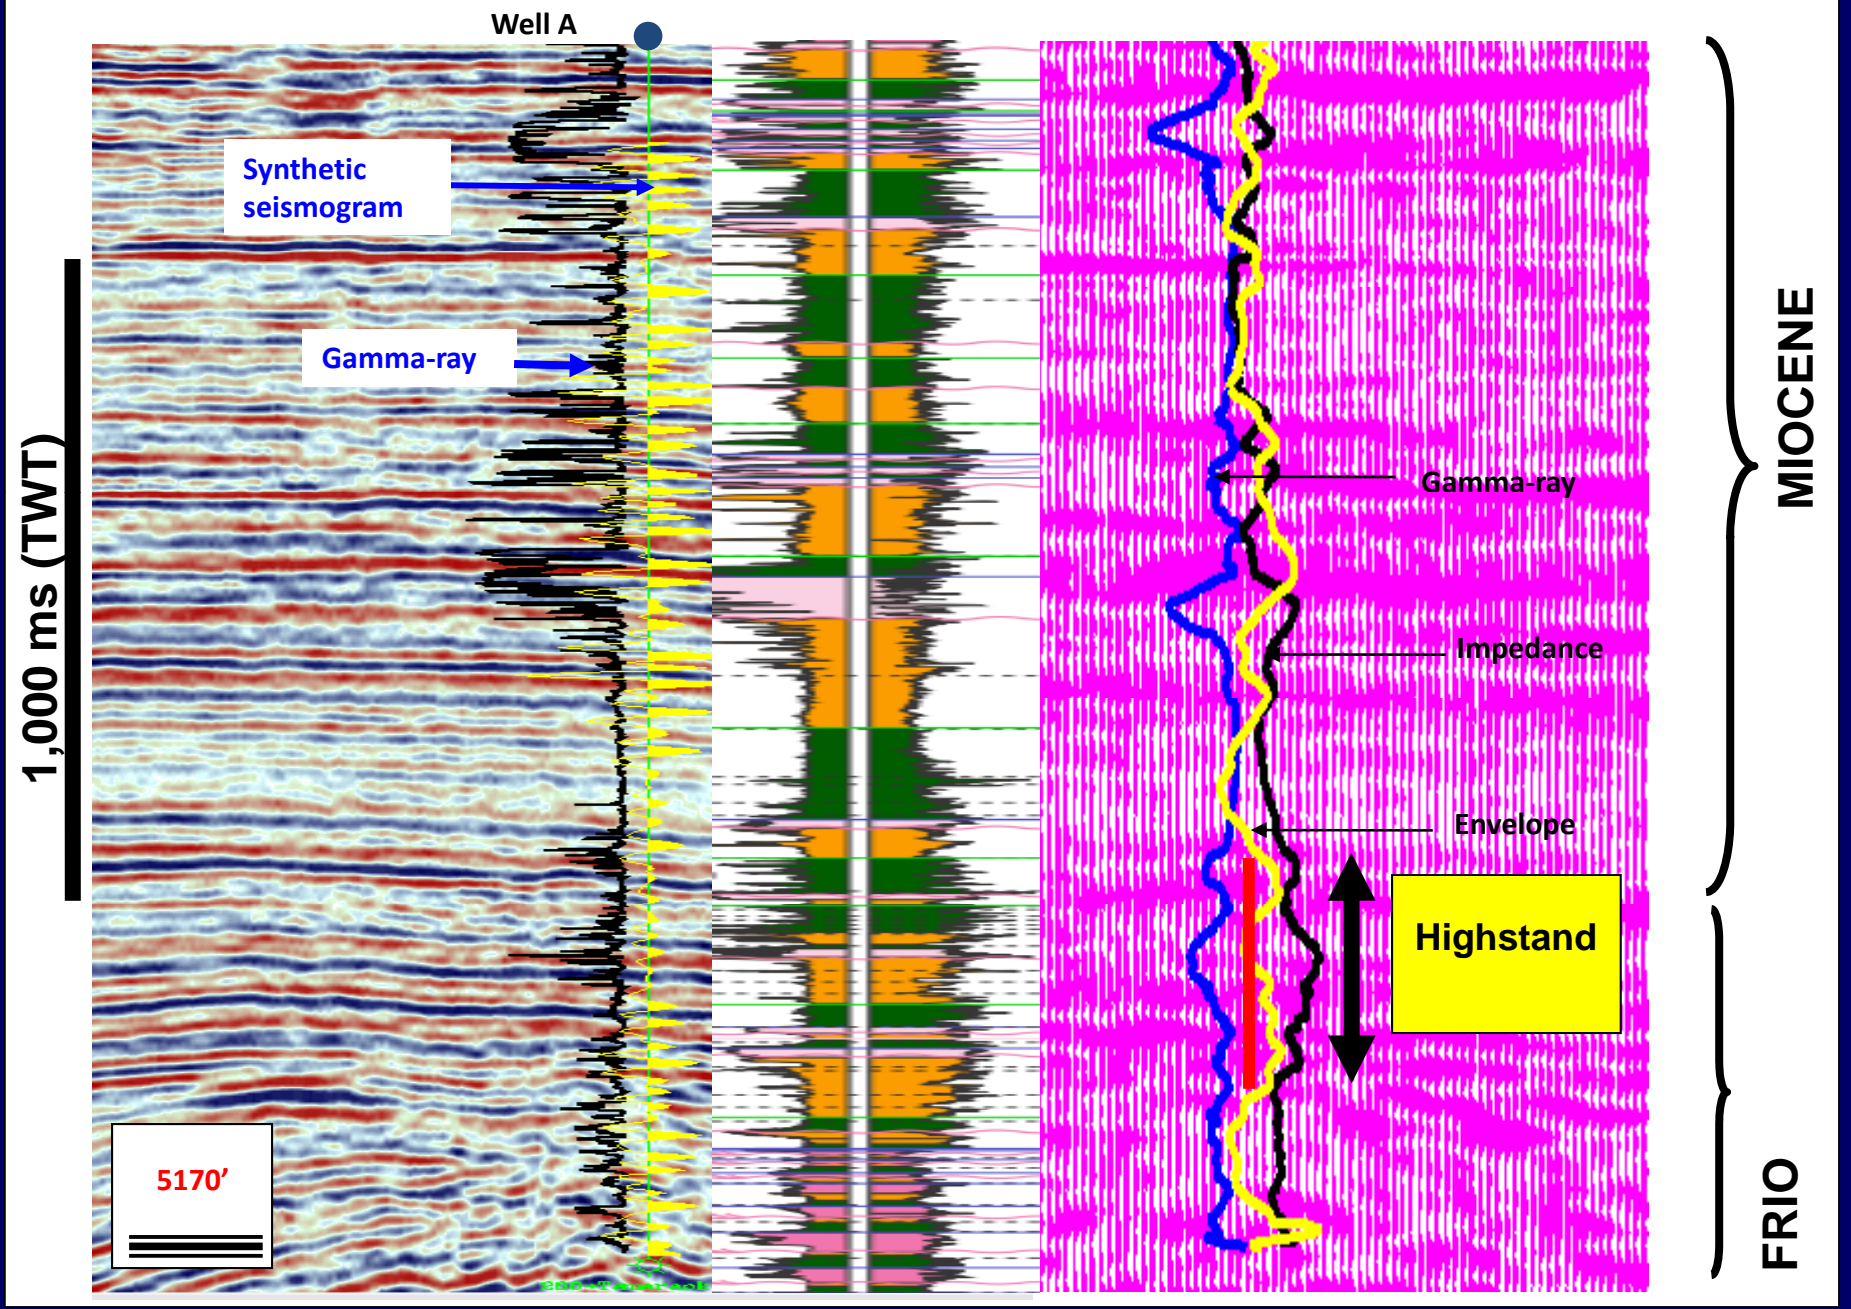 Well A
Synthetic
seismogram
Gamma-ray
1,000 ms (TWT)
5170’
Gamma-ray
Impedance
Envelope
Highstand
MIOCENE
FRIO